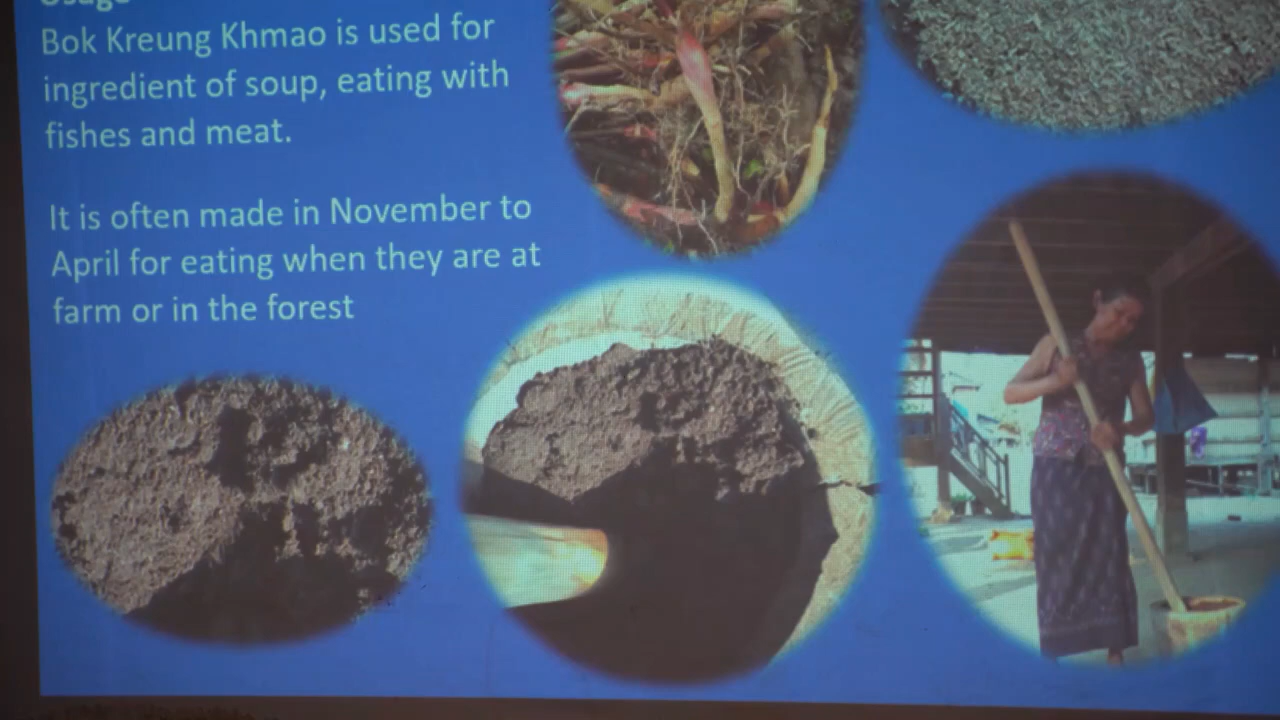 Usage
Bok Kreung Khmao is used for
ingredient of soup, eating with
fishes and meat.
It is often made in November to
April for eating when they are at
farm or in the forest